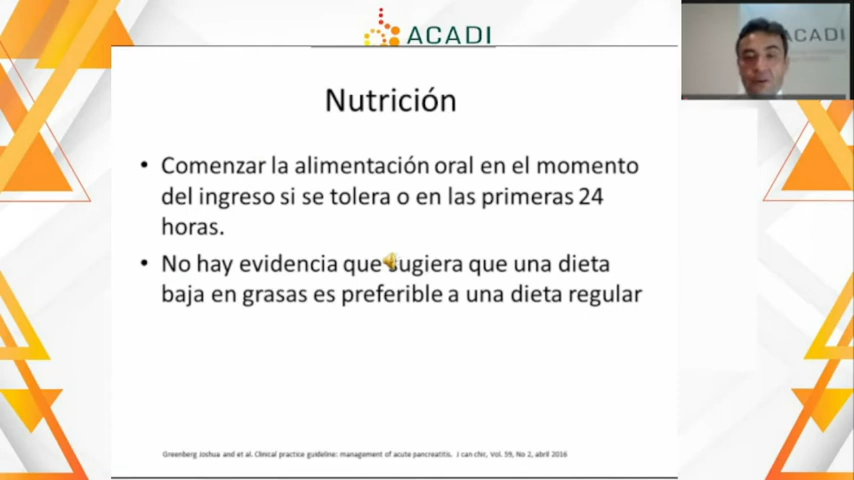 ACADI
ACADI
Nutrición
• Comenzar la alimentación oral en el momento
del ingreso si se tolera o en las primeras 24
horas.
• No hay evidencia que sugiera que una dieta
baja en grasas es preferible a una dieta regular
Greenberg Joshua and et al. Clinical practice guideline: management of acute pancreatitis. J can chir, Vol. 59, No 2, abril 2016